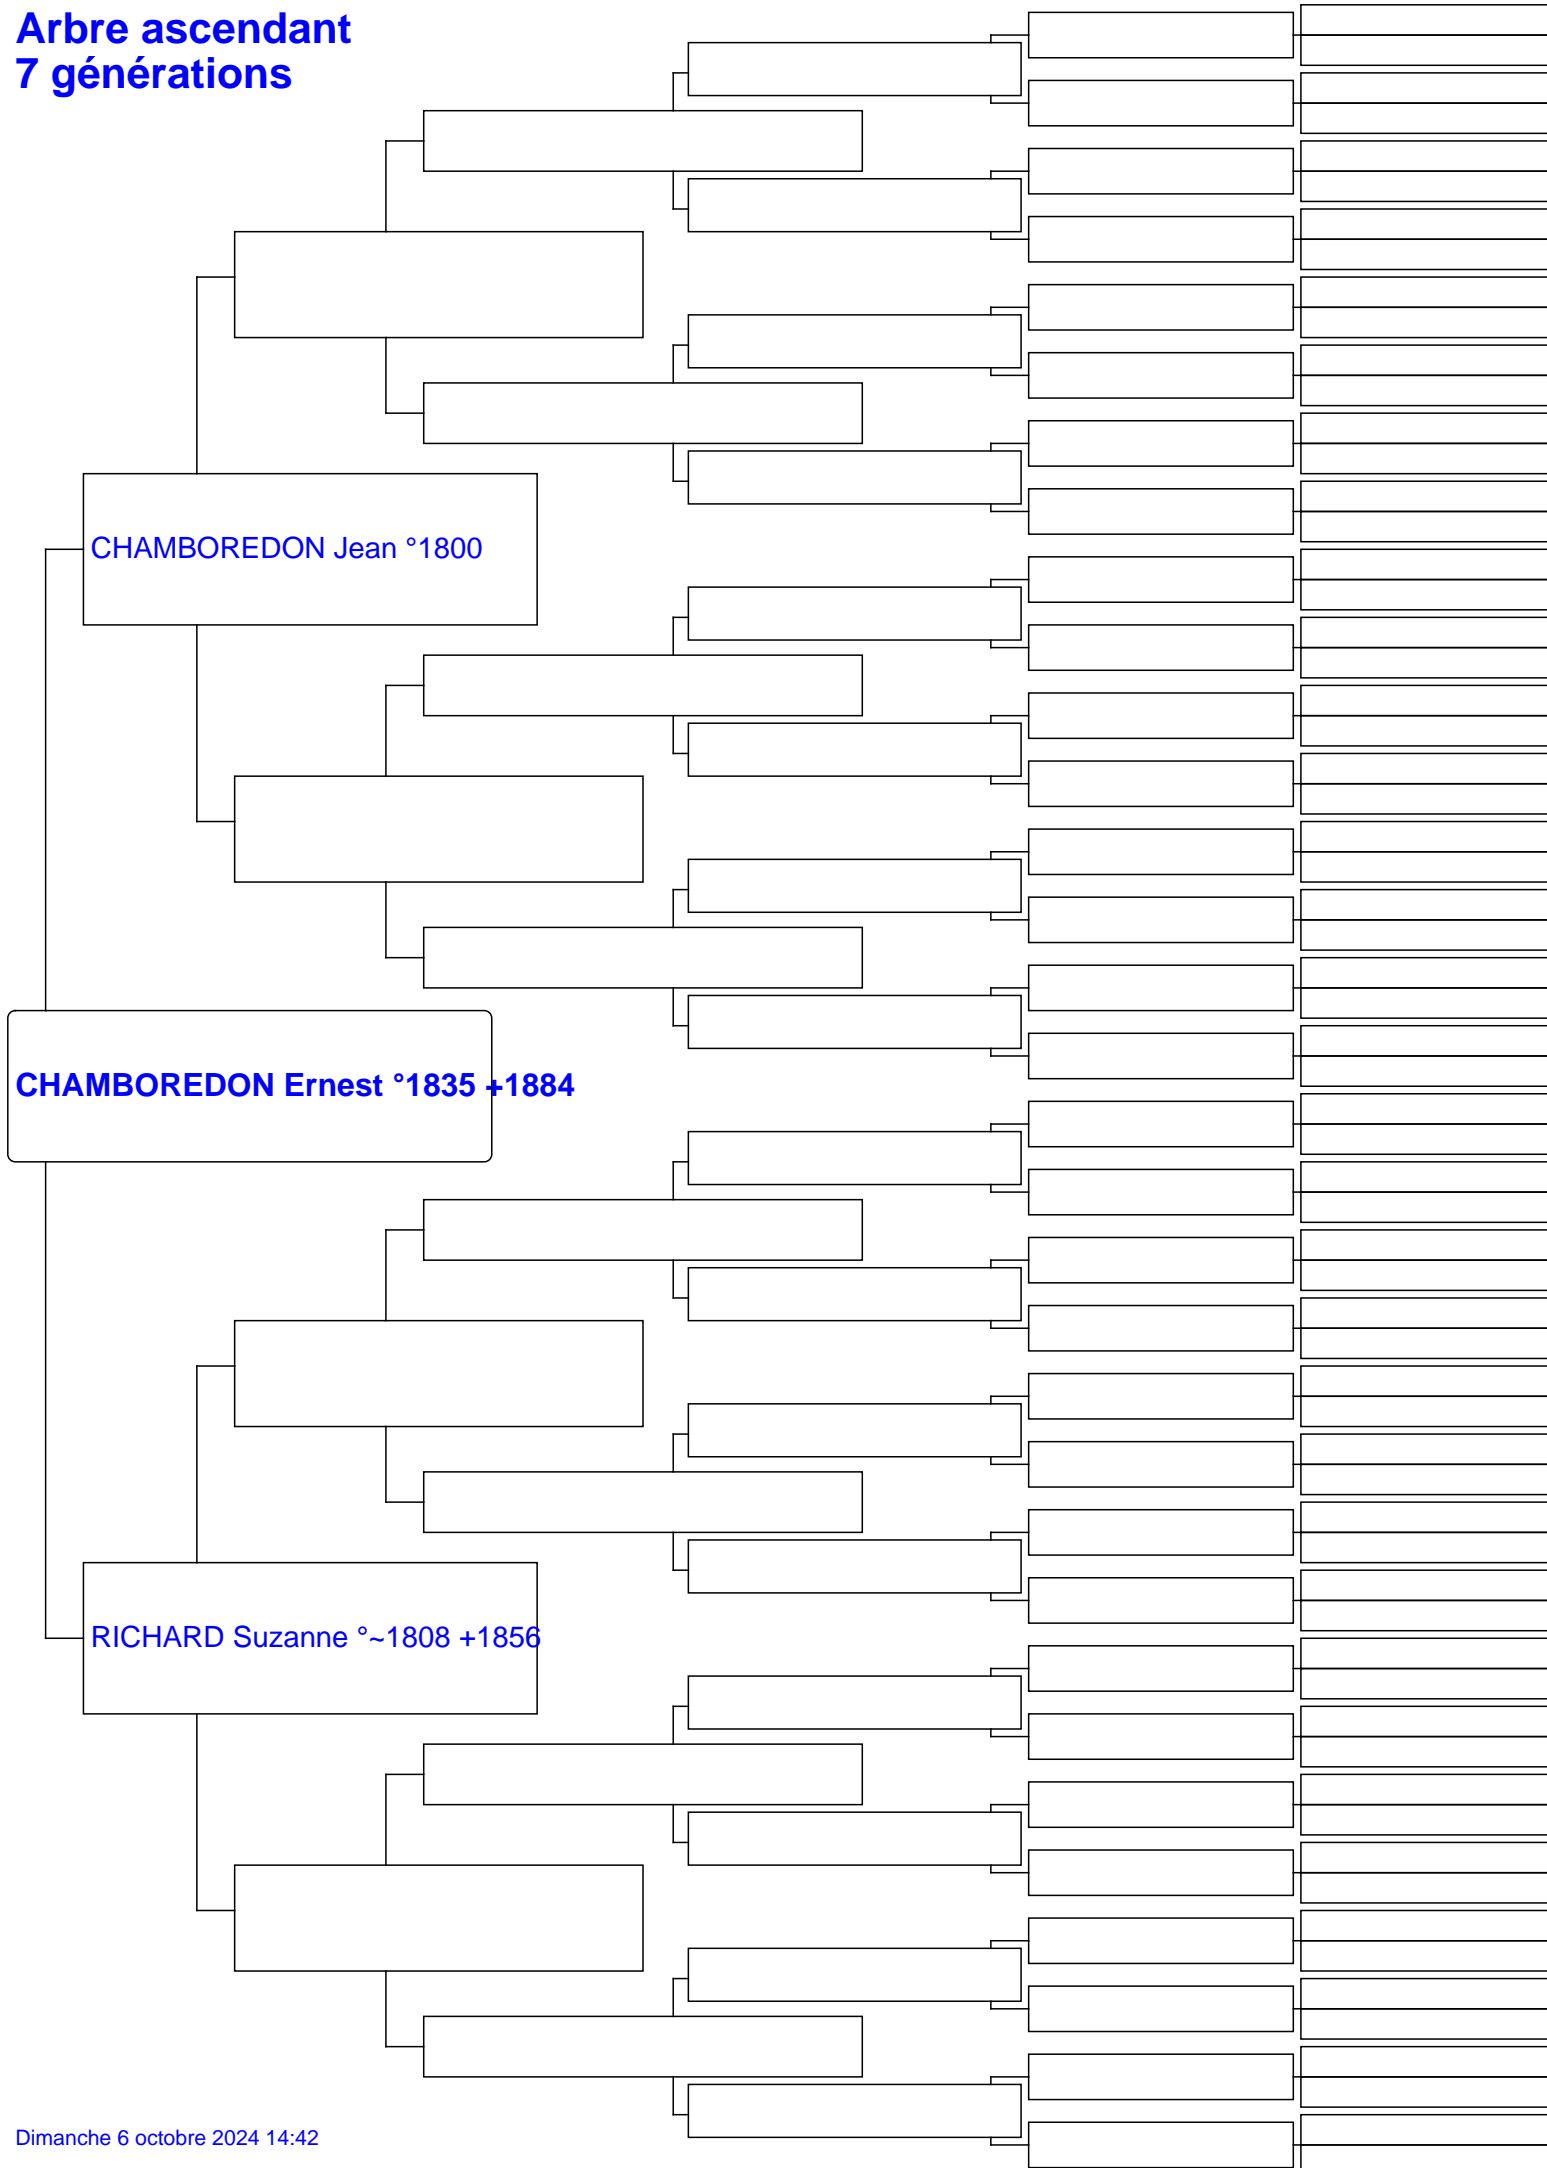 Arbre ascendant
7 générations
CHAMBOREDON Jean °1800
CHAMBOREDON Ernest °1835 +1884
RICHARD Suzanne °~1808 +1856
Dimanche 6 octobre 2024 14:42